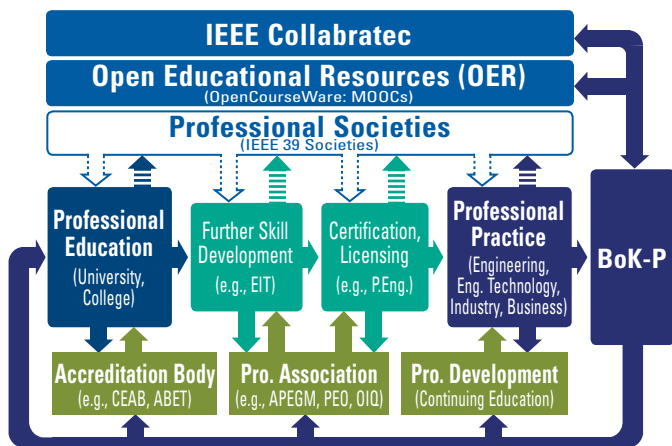 IEEE Collabratec
Open Educational Resources (OER)
(OpenCourseWare: MOOCs)
Professional Societies
(IEEE 39 Societies)
Professional
Education
(University,
College)
Further Skill
Development
(e.g., EIT)
Certification,
Licensing
(e.g., P.Eng.)
Professional
Practice
(Engineering,
Eng. Technology,
Industry, Business)
BoK-P
Accreditation Body
(e.g., CEAB, ABET)
Pro. Association
(e.g., APEGM, PEO, OIQ)
Pro. Development
(Continuing Education)